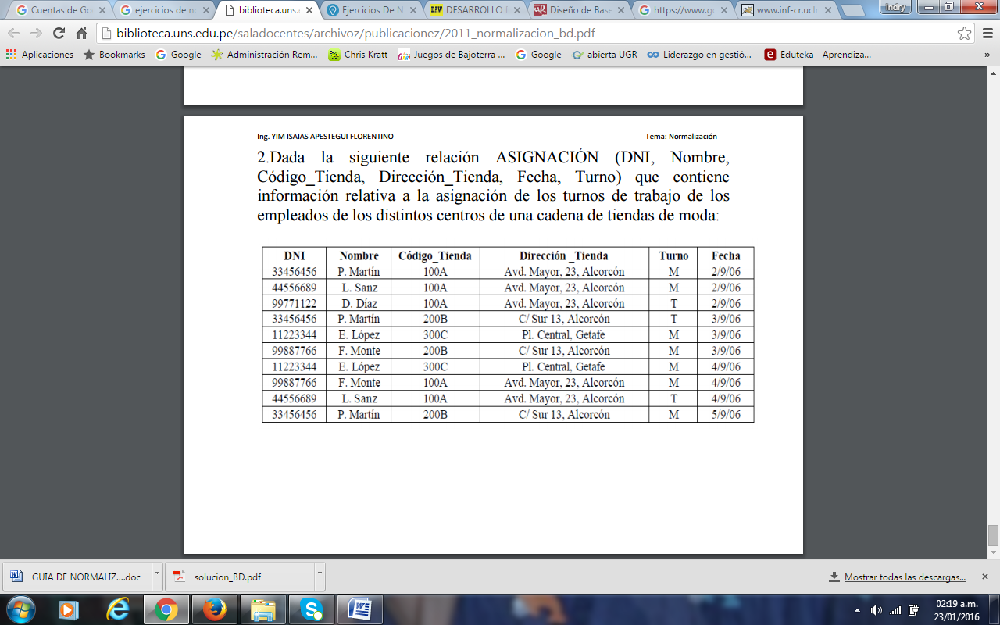 Cuentas de Go
ejercicios de no
biblioteca.uns.
Ejercicios De N
DAW DESARROLLO
Diseño de Base
https://www.g
www.inf-cr.uclm
indry
biblioteca.uns.edu.pe/saladocentes/archivoz/publicacionez/2011_normalizacion_bd.pdf
Aplicaciones Bookmarks Google Administración Rem... Chris Kratt Juegos de Bajoterra ... Google abierta UGR Liderazgo en gestió... Eduteka - Aprendiza... »
Ing. YIM ISAIAS APESTEGUI FLORENTINO Tema: Normalización
2.Dada la siguiente relación ASIGNACIÓN (DNI, Nombre,
Código_Tienda, Dirección_Tienda, Fecha, Turno) que contiene
información relativa a la asignación de los turnos de trabajo de los
empleados de los distintos centros de una cadena de tiendas de moda:
DNI Nombre Código_Tienda Dirección _Tienda Turno Fecha
33456456 P. Martín 100A Avd. Mayor, 23, Alcorcón M 2/9/06
44556689 L. Sanz 100A Avd. Mayor, 23, Alcorcón M 2/9/06
99771122 D. Díaz 100A Avd. Mayor, 23, Alcorcón T 2/9/06
33456456 P. Martín 200B C/ Sur 13, Alcorcón T 3/9/06
11223344 E. López 300C Pl. Central, Getafe M 3/9/06
99887766 F. Monte 200B C/ Sur 13, Alcorcón M 3/9/06
11223344 E. López 300C Pl. Central, Getafe M 4/9/06
99887766 F. Monte 100A Avd. Mayor, 23, Alcorcón M 4/9/06
44556689 L. Sanz 100A Avd. Mayor, 23, Alcorcón T 4/9/06
33456456 P. Martín 200B C/ Sur 13, Alcorcón M 5/9/06
GUIA DE NORMALIZ....doc solucion_BD.pdf Mostrar todas las descargas...
02:19 a.m.
23/01/2016